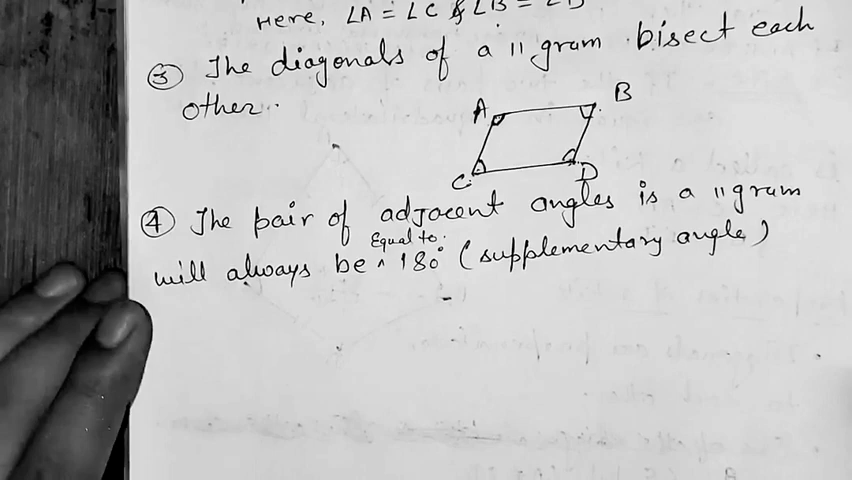 Here, ∠A = ∠C & ∠B = ∠D
③ The diagonals of a ||gram bisect each
other.
A B
C D
④ The pair of adjacent angles is a ||gram
Equal to.
will always be ^ 180° (supplementary angle)